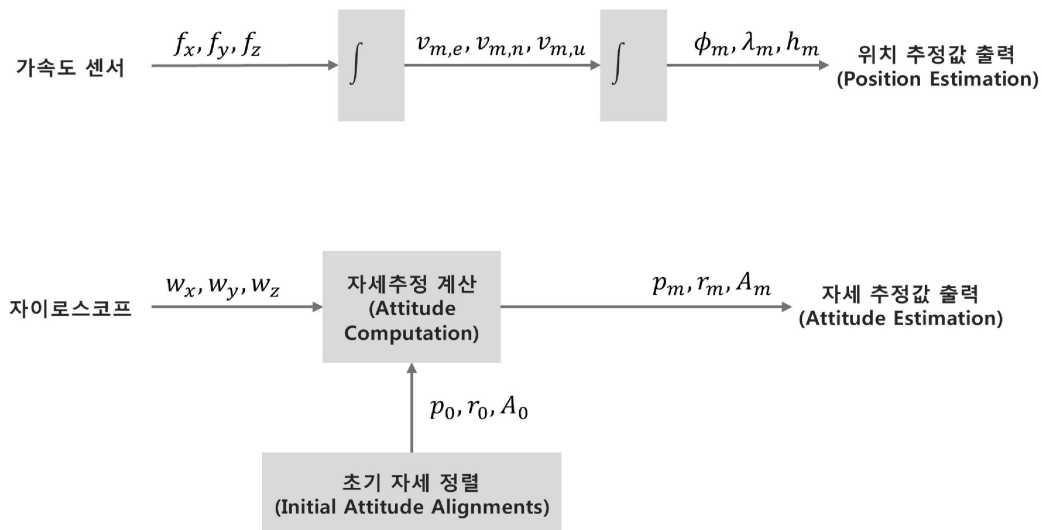 가속도 센서
f_x, f_y, f_z
∫
v_{m,e}, v_{m,n}, v_{m,u}
∫
ϕ_m, λ_m, h_m
위치 추정값 출력
(Position Estimation)
자이로스코프
w_x, w_y, w_z
자세추정 계산
(Attitude
Computation)
p_m, r_m, A_m
자세 추정값 출력
(Attitude Estimation)
p_0, r_0, A_0
초기 자세 정렬
(Initial Attitude Alignments)